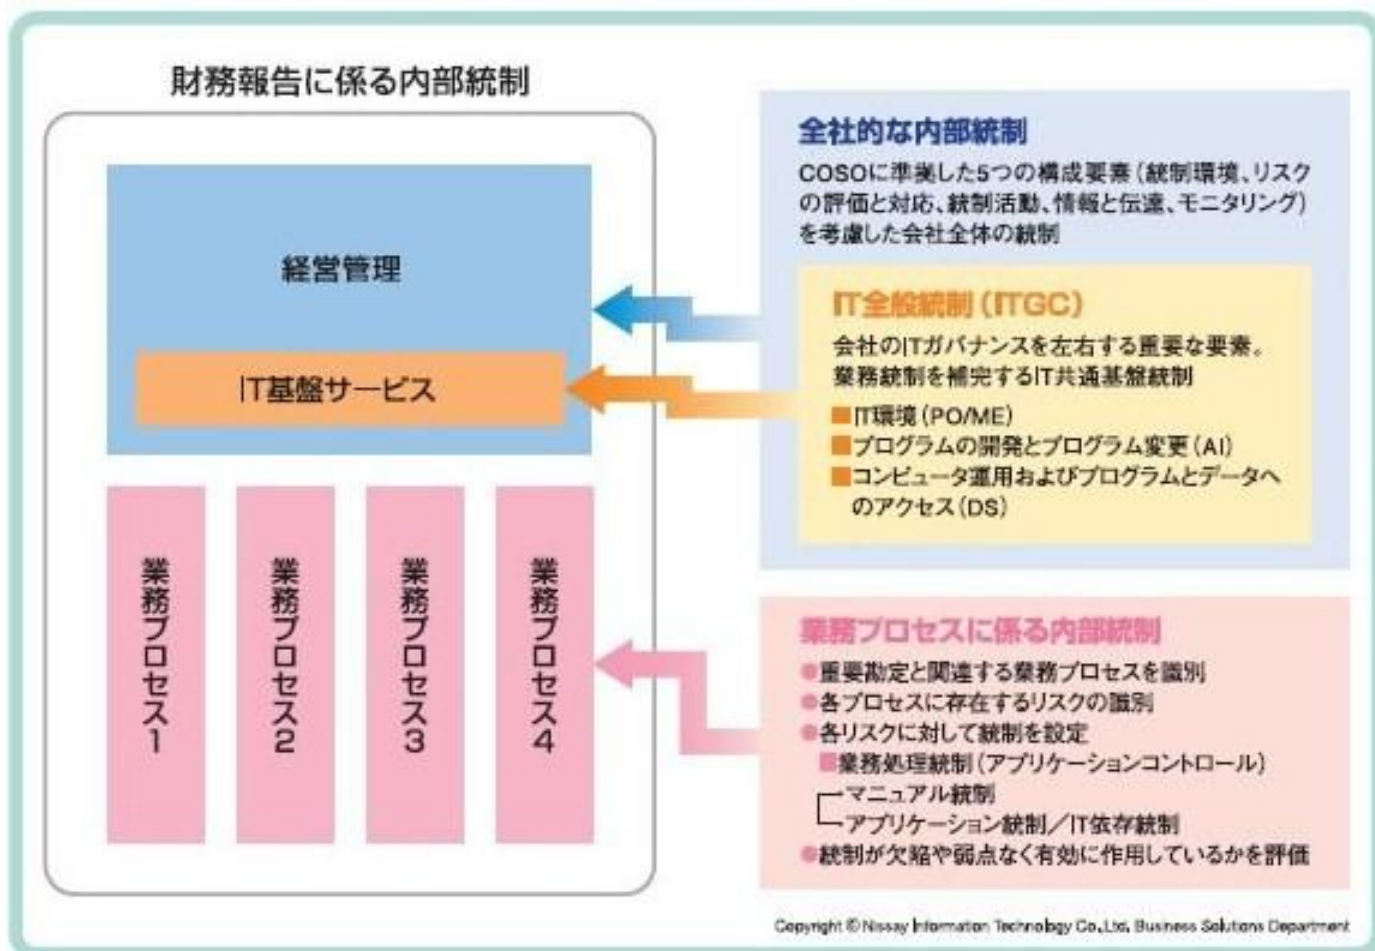 財務報告に係る内部統制
経営管理
IT基盤サービス
業務プロセス1
業務プロセス2
業務プロセス3
業務プロセス4
全社的な内部統制
COSOに準拠した5つの構成要素(統制環境、リスク
の評価と対応、統制活動、情報と伝達、モニタリング)
を考慮した会社全体の統制
IT全般統制(ITGC)
会社のITガバナンスを左右する重要な要素。
業務統制を補完するIT共通基盤統制
■IT環境(PO/ME)
■プログラムの開発とプログラム変更(AI)
■コンピュータ運用およびプログラムとデータへ
のアクセス(DS)
業務プロセスに係る内部統制
●重要勘定と関連する業務プロセスを識別
●各プロセスに存在するリスクの識別
●各リスクに対して統制を設定
■業務処理統制(アプリケーションコントロール)
マニュアル統制
アプリケーション統制/IT依存統制
●統制が欠陥や弱点なく有効に作用しているかを評価
Copyright © Nissay Information Technology Co.,Ltd. Business Solutions Department